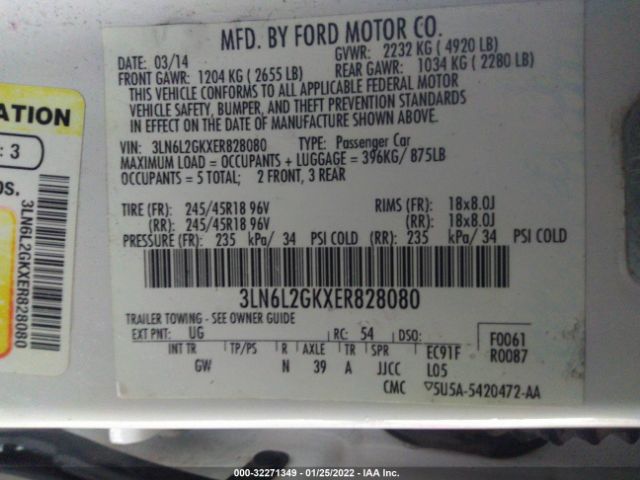 MFD. BY FORD MOTOR CO.
DATE: 03/14
GVWR: 2232 KG ( 4920 LB)
FRONT GAWR: 1204 KG ( 2655 LB)
REAR GAWR: 1034 KG ( 2280 LB)
THIS VEHICLE CONFORMS TO ALL APPLICABLE FEDERAL MOTOR
VEHICLE SAFETY, BUMPER, AND THEFT PREVENTION STANDARDS
IN EFFECT ON THE DATE OF MANUFACTURE SHOWN ABOVE.
VIN: 3LN6L2GKXER828080 TYPE: Passenger Car
MAXIMUM LOAD = OCCUPANTS + LUGGAGE = 396KG/ 875LB
OCCUPANTS = 5 TOTAL; 2 FRONT, 3 REAR
TIRE (FR): 245/45R18 96V RIMS (FR): 18x8.0J
(RR): 245/45R18 96V (RR): 18x8.0J
PRESSURE (FR): 235 kPa/ 34 PSI COLD (RR): 235 kPa/ 34 PSI COLD
3LN6L2GKXER828080
TRAILER TOWING - SEE OWNER GUIDE
EXT PNT: UG RC: 54 DSO: F0061
R0087
INT TR TP/PS R AXLE TR SPR EC91F
GW N 39 A JJCC L05
CMC 5U5A-5420472-AA
ATION
: 3
OS.
3LN6L2GKXER828080
000-32271349 - 01/25/2022 - IAA Inc.